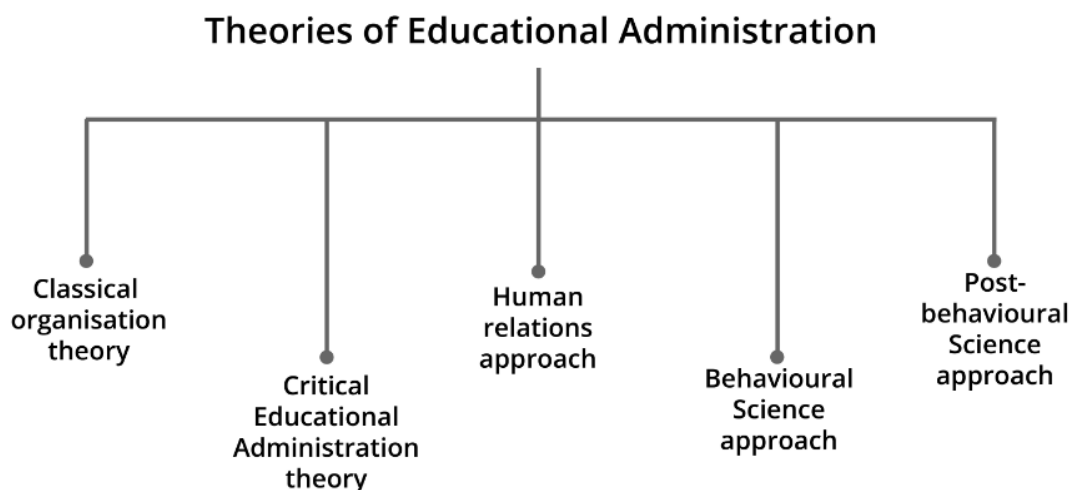 Theories of Educational Administration
Classical
organisation
theory
Critical
Educational
Administration
theory
Human
relations
approach
Behavioural
Science
approach
Post-
behavioural
Science
approach